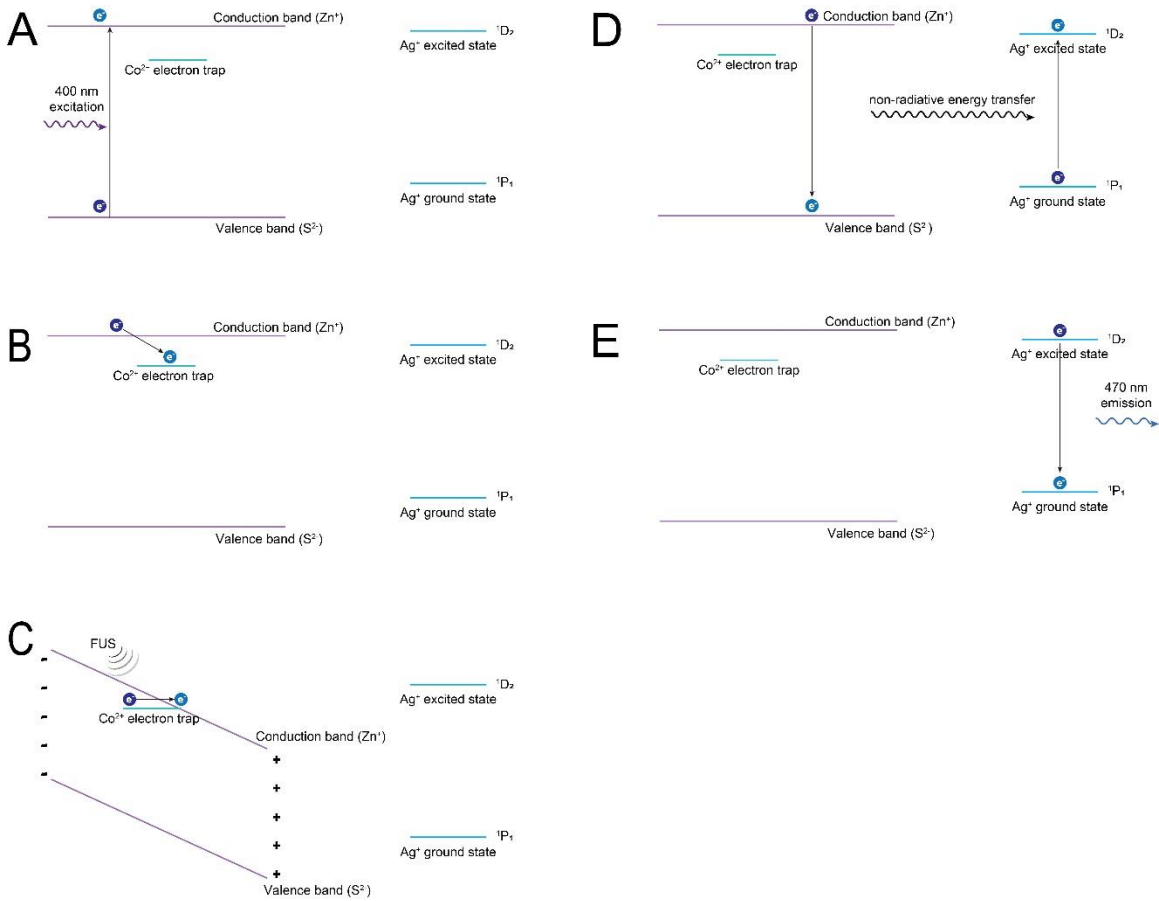 A
e⁻
Conduction band (Zn⁺)
¹D₂
Ag⁺ excited state
Co²⁺ electron trap
400 nm
excitation
¹P₁
Ag⁺ ground state
e⁻
Valence band (S²⁻)
B
e⁻
Conduction band (Zn⁺)
e⁻
¹D₂
Ag⁺ excited state
Co²⁺ electron trap
¹P₁
Ag⁺ ground state
Valence band (S²⁻)
C
FUS
-
-
-
-
-
e⁻
e⁻
Co²⁺ electron trap
¹D₂
Ag⁺ excited state
Conduction band (Zn⁺)
+
+
+
+
+
¹P₁
Ag⁺ ground state
Valence band (S²⁻)
D
e⁻
Conduction band (Zn⁺)
e⁻
¹D₂
Ag⁺ excited state
Co²⁺ electron trap
non-radiative energy transfer
e⁻
¹P₁
Ag⁺ ground state
e⁻
Valence band (S²⁻)
E
Conduction band (Zn⁺)
e⁻
¹D₂
Ag⁺ excited state
Co²⁺ electron trap
470 nm
emission
e⁻
¹P₁
Ag⁺ ground state
Valence band (S²⁻)